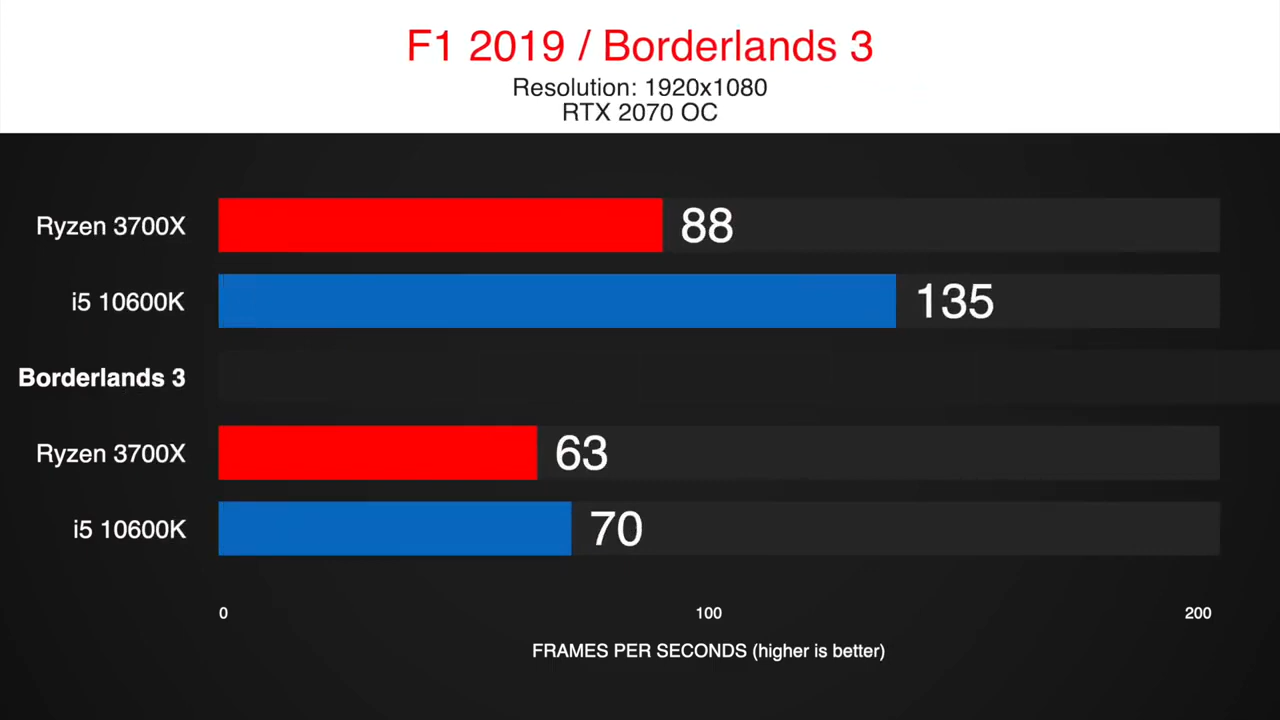 F1 2019 / Borderlands 3
Resolution: 1920x1080
RTX 2070 OC
Ryzen 3700X 88
i5 10600K 135
Borderlands 3
Ryzen 3700X 63
i5 10600K 70
0 100 200
FRAMES PER SECONDS (higher is better)